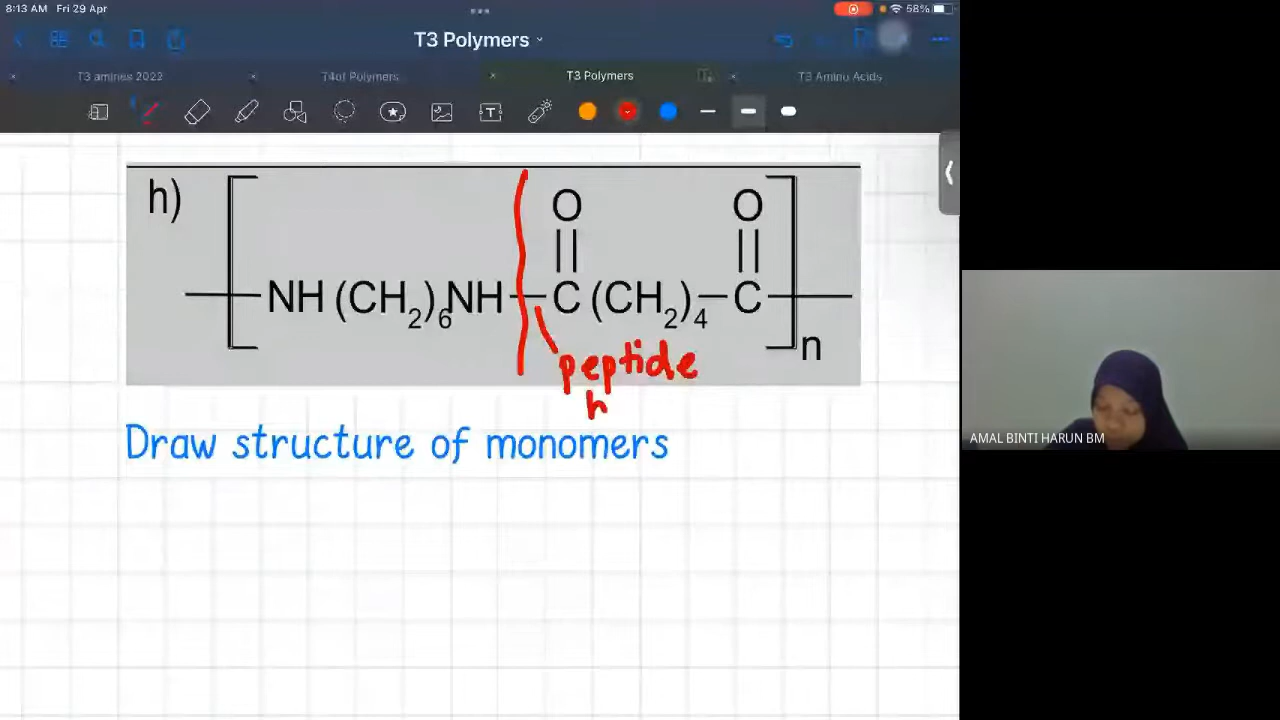 8:13 AM Fri 29 Apr
58%
T3 Polymers
T3 amines 2022
T4of Polymers
T3 Polymers
T3 Amino Acids
h)
O O
NH(CH2)6NH C(CH2)4 C
n
peptide
h
Draw structure of monomers
AMAL BINTI HARUN BM